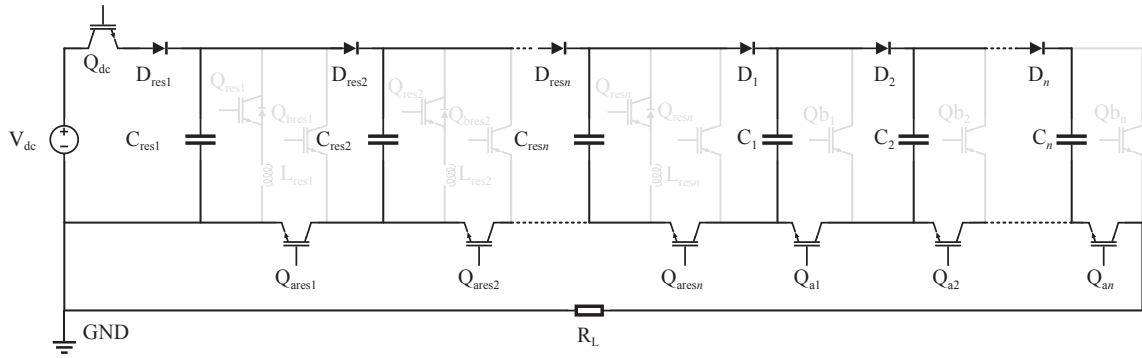 Q_dc
D_res1
D_res2
D_resn
D_1
D_2
D_n
Q_res1
Q_bres1
Q_res2
Q_bres2
Q_resn
Q_resn
Qb_1
Qb_2
Qb_n
V_dc
+
−
C_res1
C_res2
C_resn
C_1
C_2
C_n
L_res1
L_res2
L_resn
Q_ares1
Q_ares2
Q_aresn
Q_a1
Q_a2
Q_an
GND
R_L